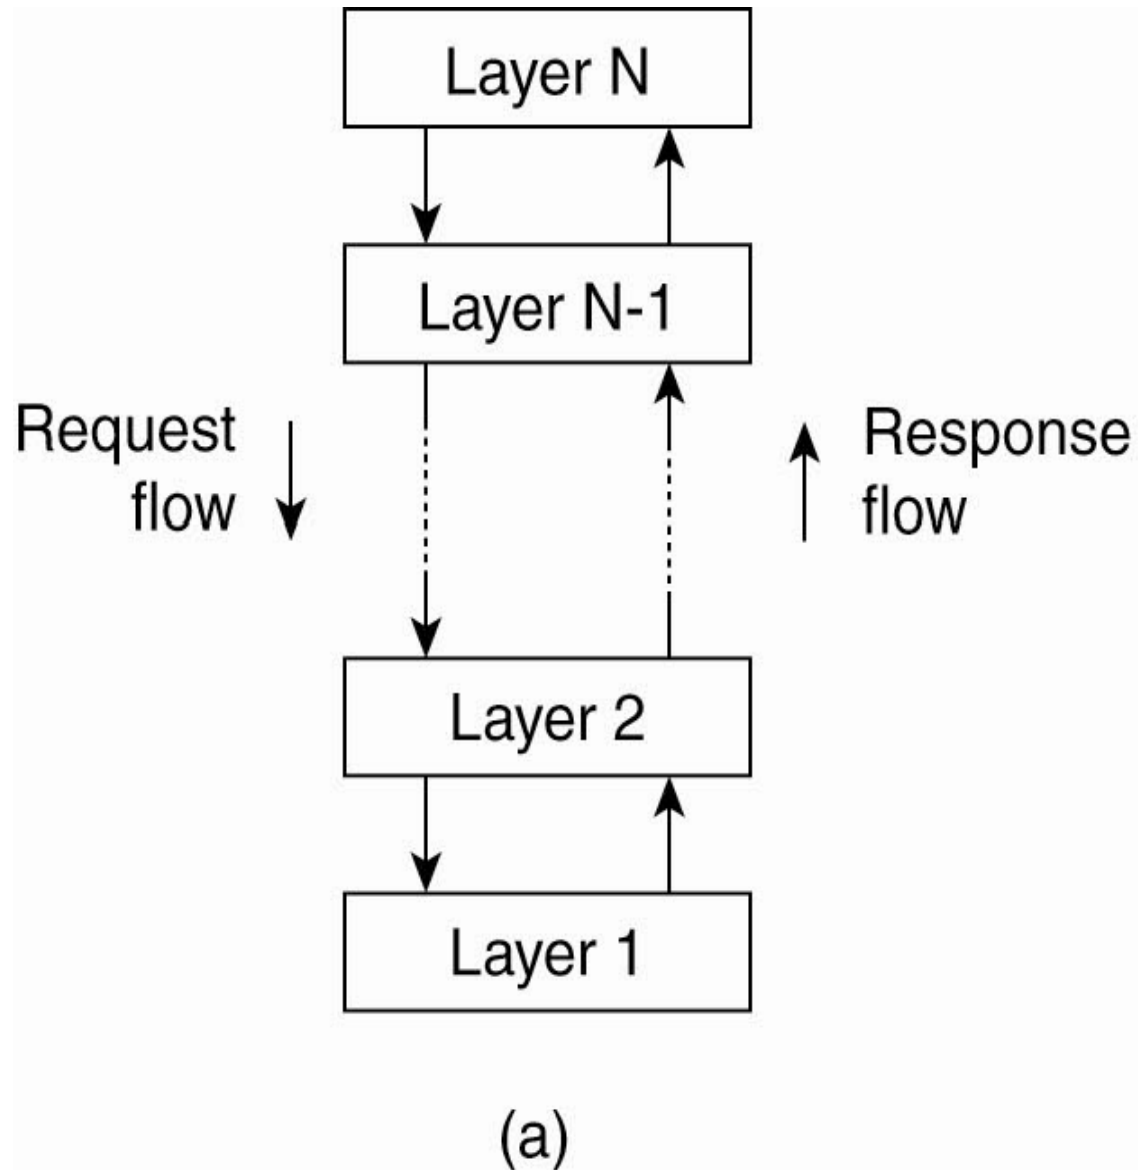 Layer N
Layer N-1
Request
flow
Response
flow
Layer 2
Layer 1
(a)